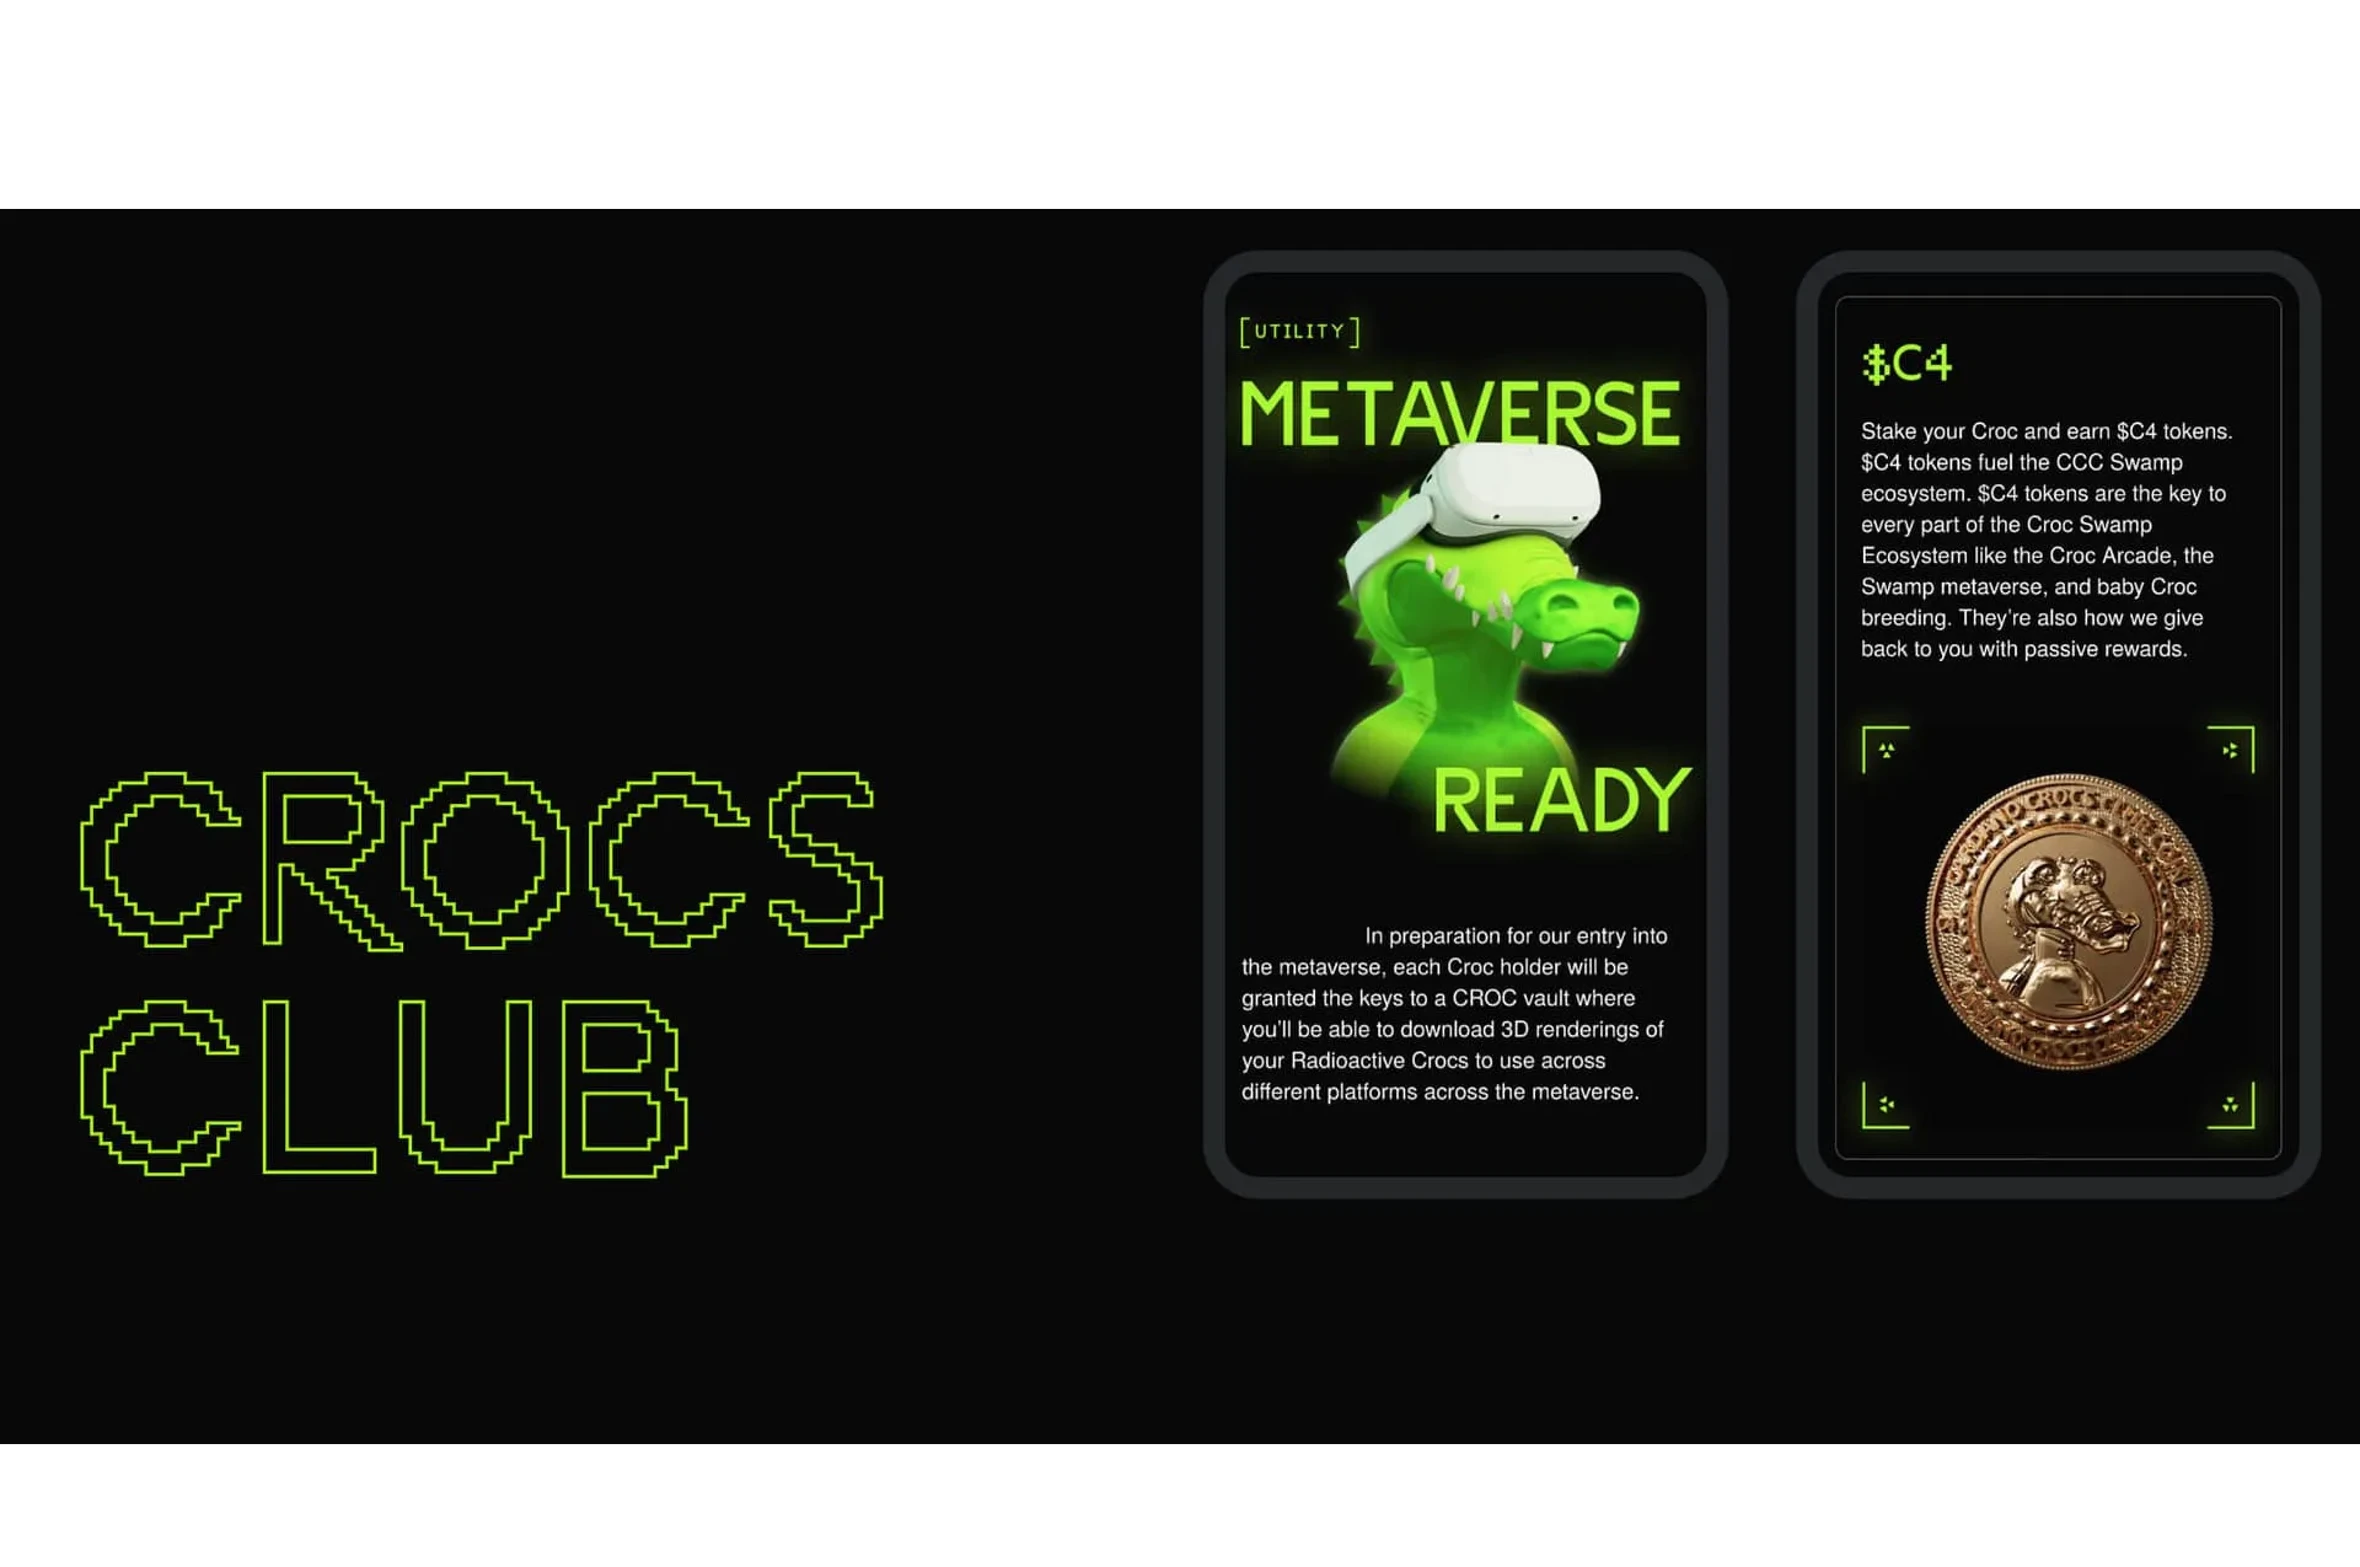 CROCS
CLUB
[UTILITY]
METAVERSE
READY
In preparation for our entry into
the metaverse, each Croc holder will be
granted the keys to a CROC vault where
you'll be able to download 3D renderings of
your Radioactive Crocs to use across
different platforms across the metaverse.
$C4
Stake your Croc and earn $C4 tokens.
$C4 tokens fuel the CCC Swamp
ecosystem. $C4 tokens are the key to
every part of the Croc Swamp
Ecosystem like the Croc Arcade, the
Swamp metaverse, and baby Croc
breeding. They're also how we give
back to you with passive rewards.
CARDANO CROCS CLUB COIN